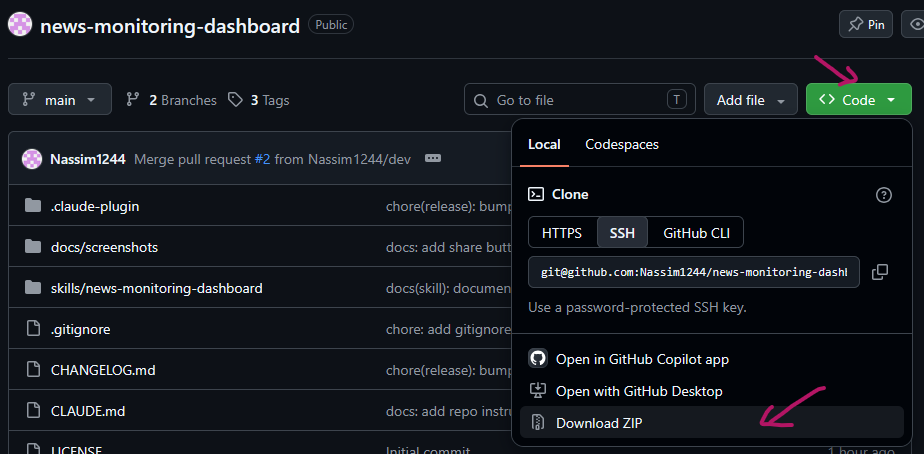 news-monitoring-dashboard Public Pin
main 2 Branches 3 Tags Go to file T Add file Code
Local Codespaces
Nassim1244 Merge pull request #2 from Nassim1244/dev
Clone
.claude-plugin chore(release): bump
HTTPS SSH GitHub CLI
docs/screenshots docs: add share butt
git@github.com:Nassim1244/news-monitoring-dash
skills/news-monitoring-dashboard docs(skill): documen
Use a password-protected SSH key.
.gitignore chore: add gitignore
Open in GitHub Copilot app
CHANGELOG.md chore(release): bump
Open with GitHub Desktop
CLAUDE.md docs: add repo instru
Download ZIP
LICENSE Initial commit 1 hour ago